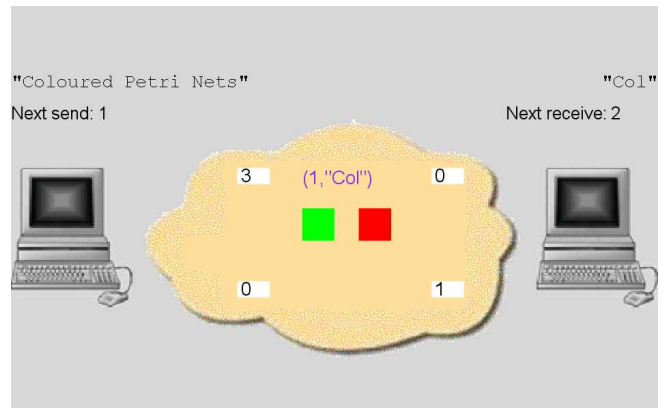 "Coloured Petri Nets" "Col"
Next send: 1 Next receive: 2
3 (1,"Col") 0
0 1